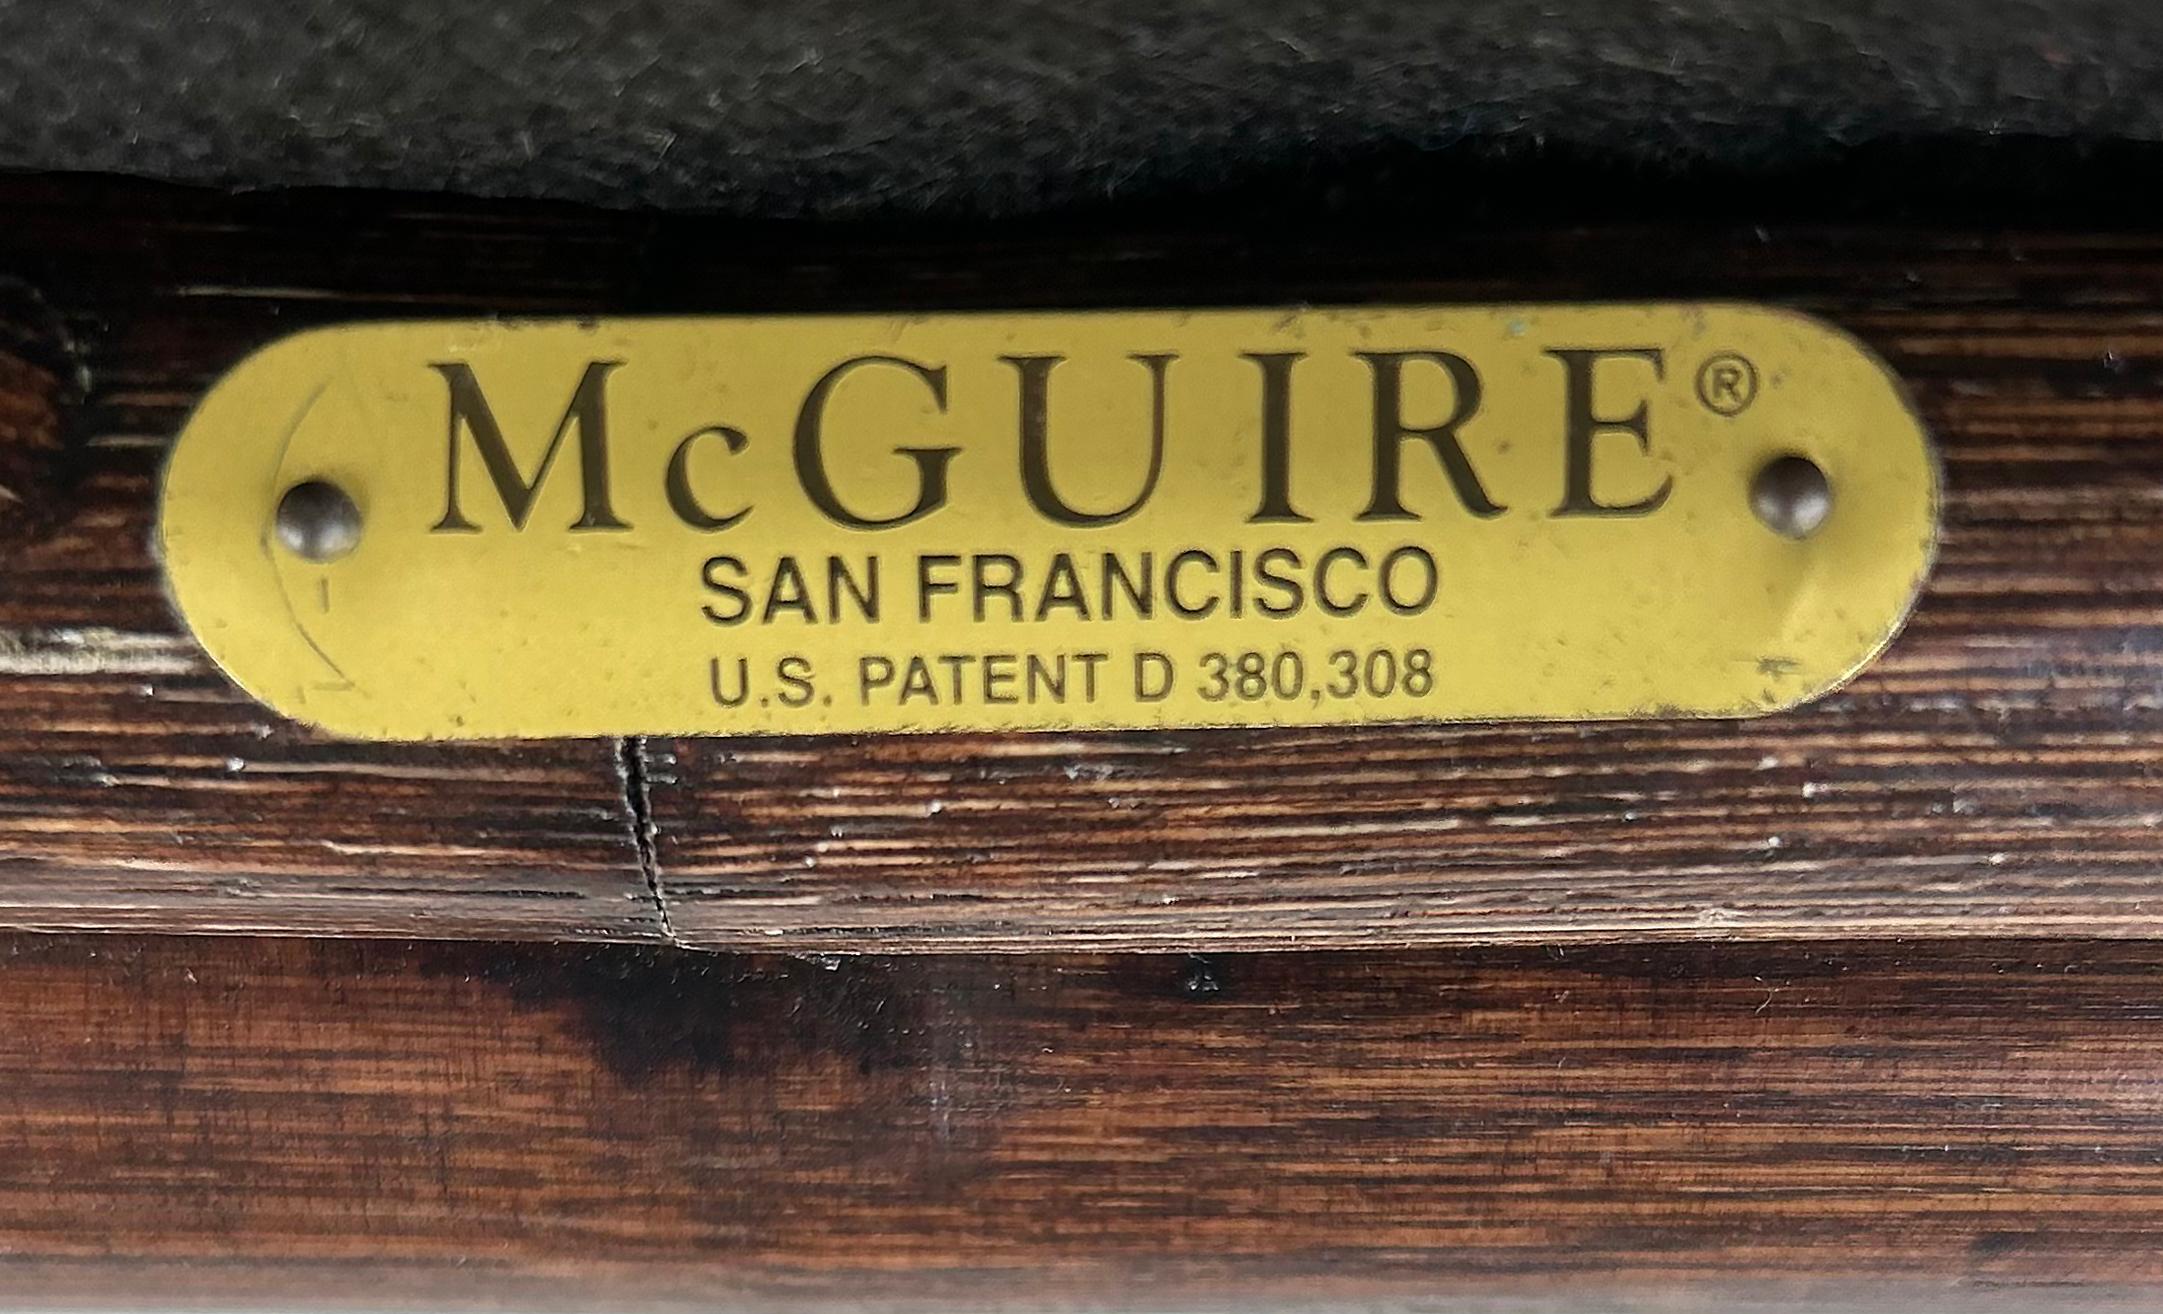 McGUIRE®
SAN FRANCISCO
U.S. PATENT D 380,308